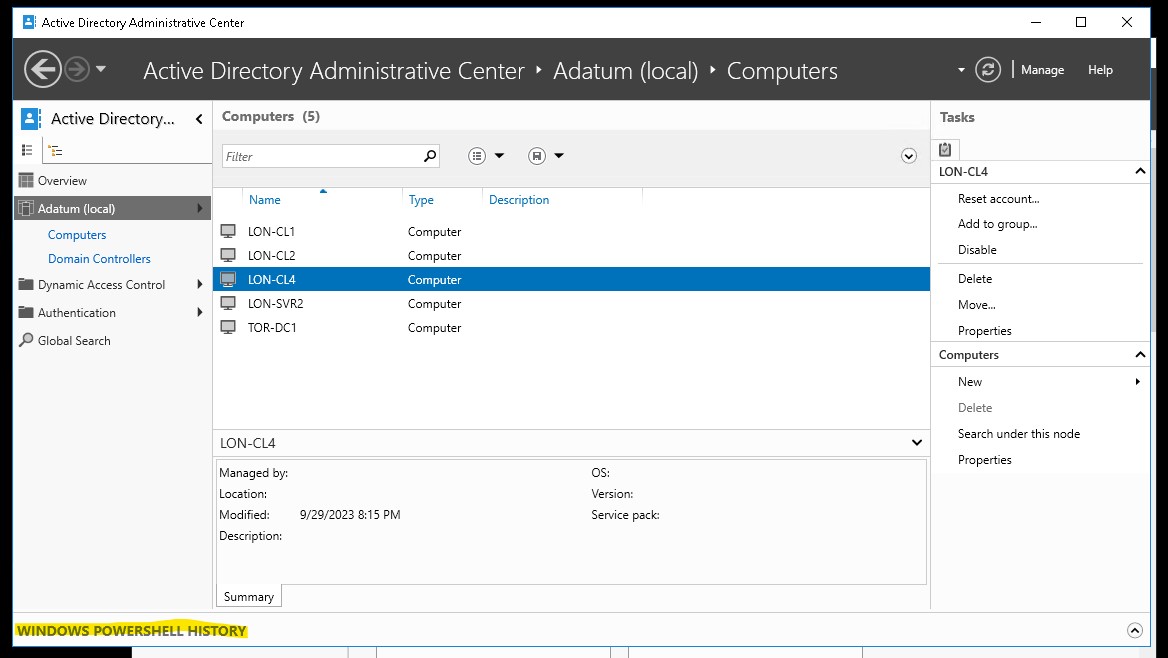 Active Directory Administrative Center
Active Directory Administrative Center Adatum (local) Computers
Manage Help
Active Directory...
Overview
Adatum (local)
Computers
Domain Controllers
Dynamic Access Control
Authentication
Global Search
Computers (5)
Filter
Name Type Description
LON-CL1 Computer
LON-CL2 Computer
LON-CL4 Computer
LON-SVR2 Computer
TOR-DC1 Computer
LON-CL4
Managed by: OS:
Location: Version:
Modified: 9/29/2023 8:15 PM Service pack:
Description:
Summary
Tasks
LON-CL4
Reset account...
Add to group...
Disable
Delete
Move...
Properties
Computers
New
Delete
Search under this node
Properties
WINDOWS POWERSHELL HISTORY